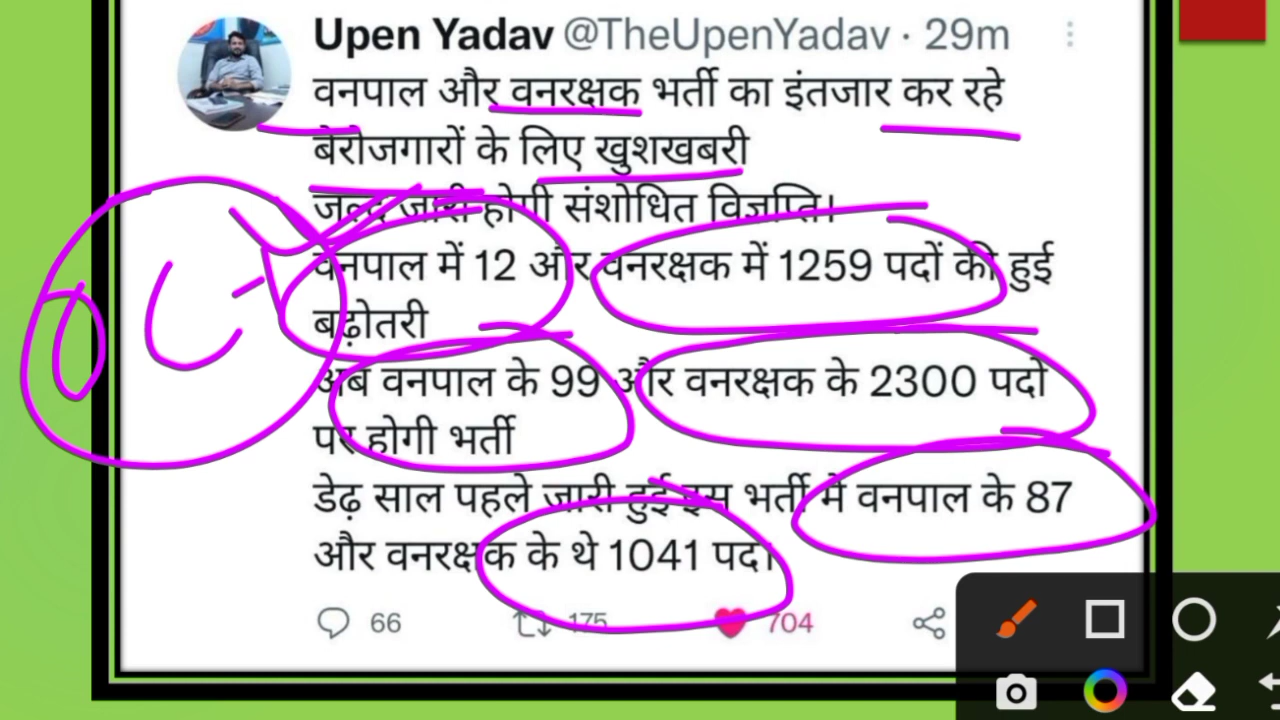 Upen Yadav @TheUpenYadav · 29m
वनपाल और वनरक्षक भर्ती का इंतजार कर रहे
बेरोजगारों के लिए खुशखबरी
जल्द जारी होगी संशोधित विज्ञप्ति।
वनपाल में 12 और वनरक्षक में 1259 पदों की हुई
बढ़ोतरी
अब वनपाल के 99 और वनरक्षक के 2300 पदों
पर होगी भर्ती
डेढ़ साल पहले जारी हुई इस भर्ती में वनपाल के 87
और वनरक्षक के थे 1041 पद।
66 175 704